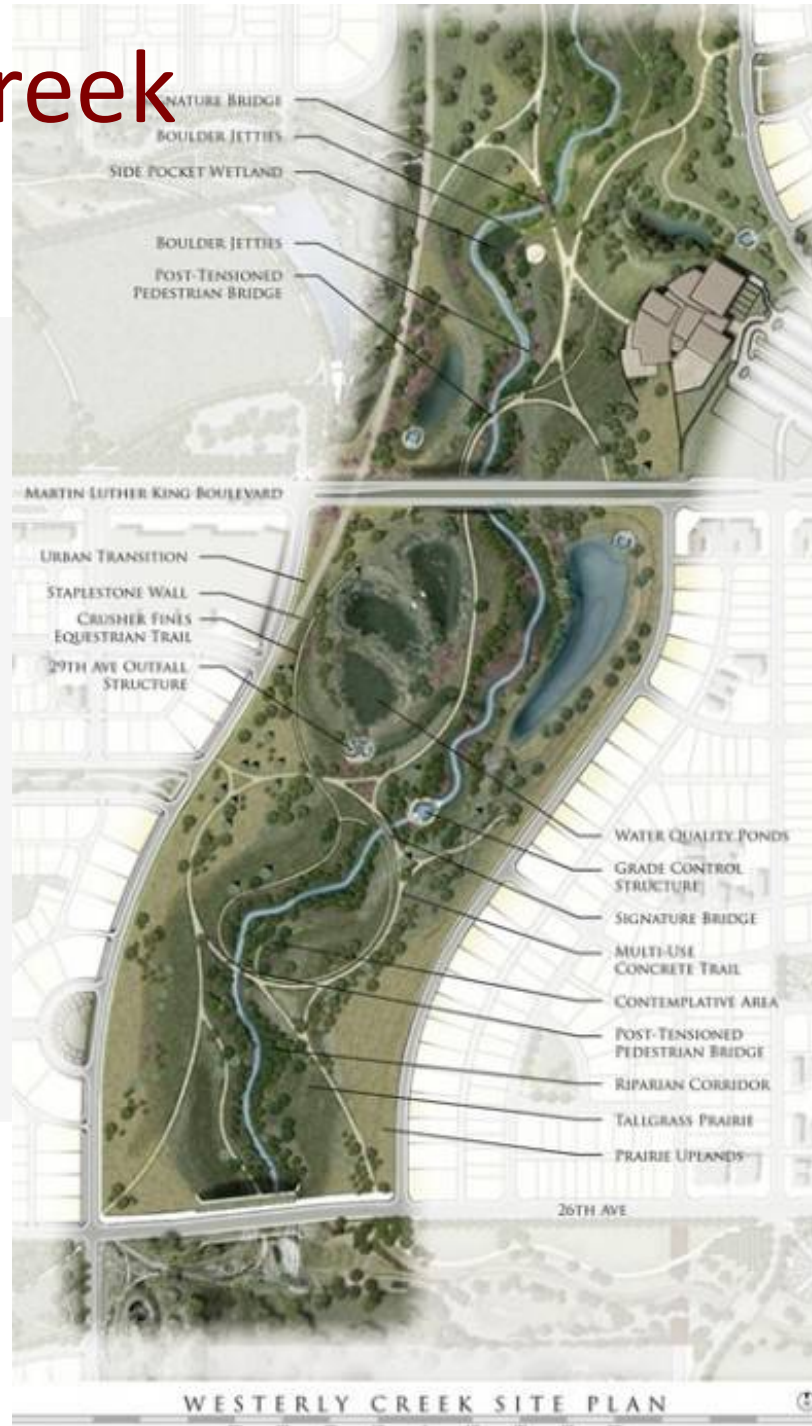 reek
NATURE BRIDGE
BOULDER JETTIES
SIDE POCKET WETLAND
BOULDER JETTIES
POST-TENSIONED
PEDESTRIAN BRIDGE
MARTIN LUTHER KING BOULEVARD
URBAN TRANSITION
STAPLESTONE WALL
CRUSHER FINES
EQUESTRIAN TRAIL
29TH AVE OUTFALL
STRUCTURE
WATER QUALITY PONDS
GRADE CONTROL
STRUCTURE
SIGNATURE BRIDGE
MULTI-USE
CONCRETE TRAIL
CONTEMPLATIVE AREA
POST-TENSIONED
PEDESTRIAN BRIDGE
RIPARIAN CORRIDOR
TALLGRASS PRAIRIE
PRAIRIE UPLANDS
26TH AVE
WESTERLY CREEK SITE PLAN